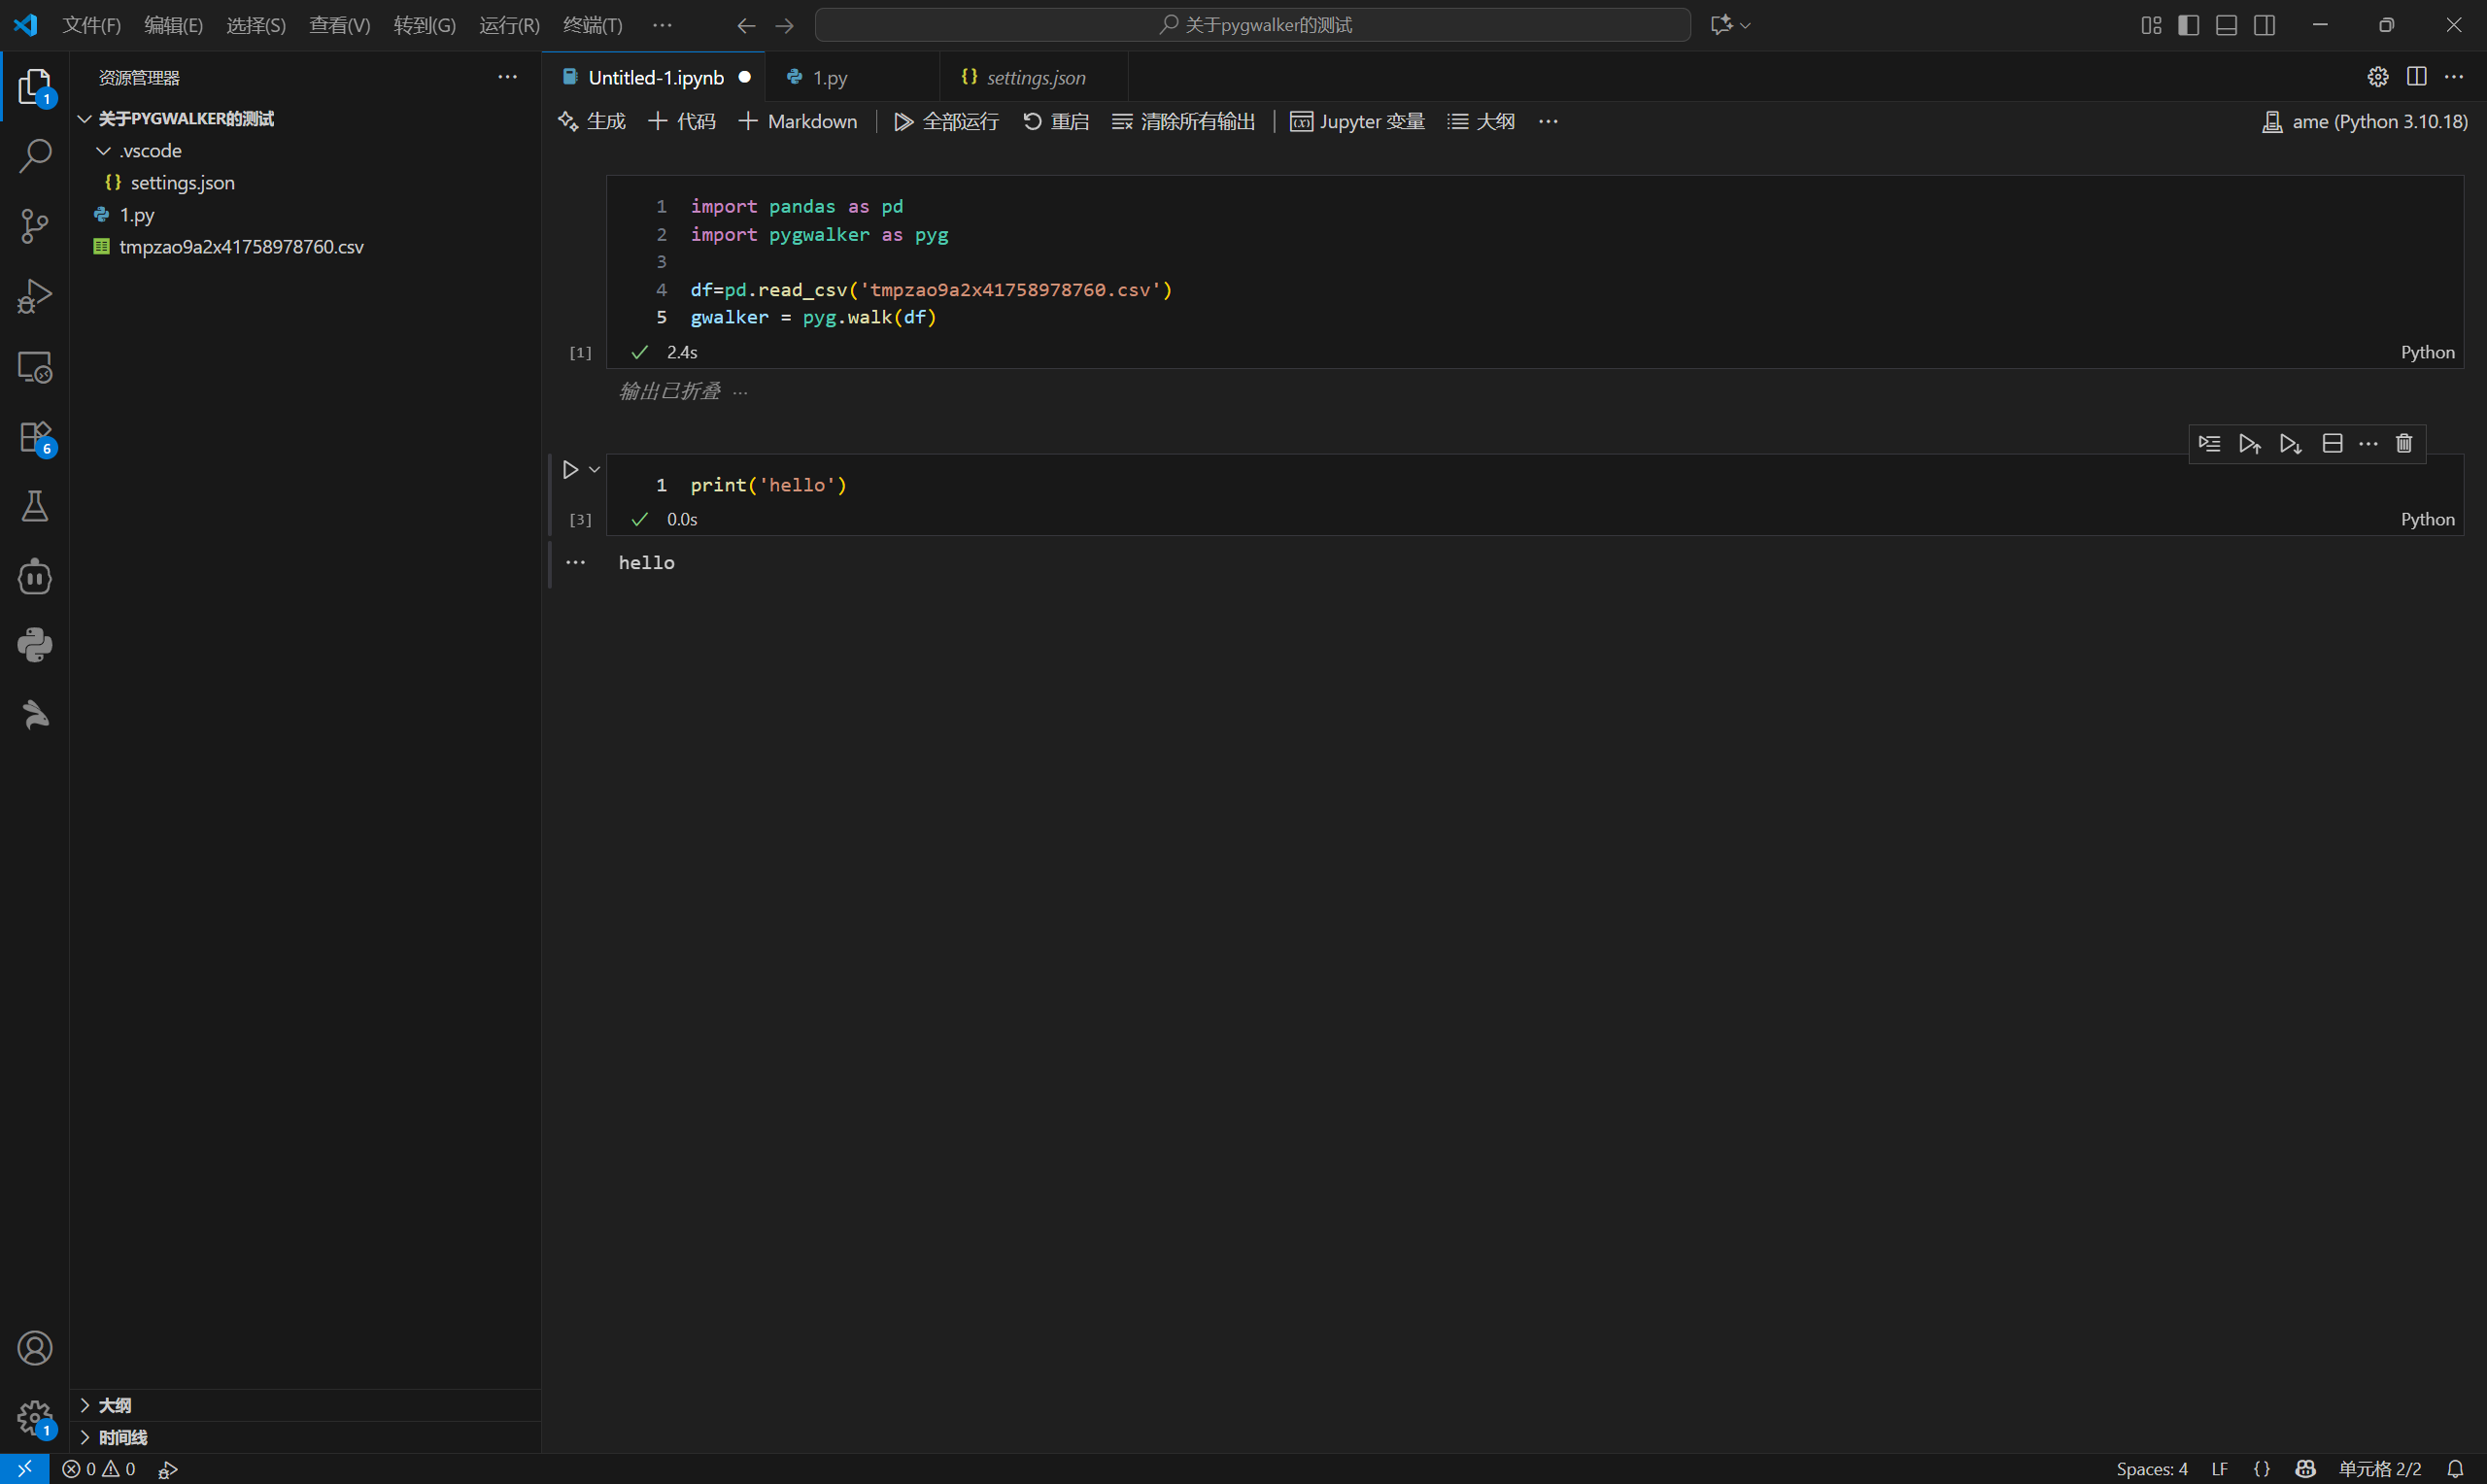 文件(F) 编辑(E) 选择(S) 查看(V) 转到(G) 运行(R) 终端(T) ··· 关于pygwalker的测试
资源管理器 ···
关于PYGWALKER的测试
.vscode
{} settings.json
1.py
tmpzao9a2x41758978760.csv
1
6
大纲
1
时间线
Untitled-1.ipynb ● 1.py {} settings.json ···
生成 + 代码 + Markdown 全部运行 重启 清除所有输出 Jupyter 变量 大纲 ··· ame (Python 3.10.18)
1 import pandas as pd
2 import pygwalker as pyg
3
4 df=pd.read_csv('tmpzao9a2x41758978760.csv')
5 gwalker = pyg.walk(df)
[1] ✓ 2.4s Python
输出已折叠 ···
1 print('hello')
[3] ✓ 0.0s Python
··· hello
0 0 Spaces: 4 LF {} 单元格 2/2